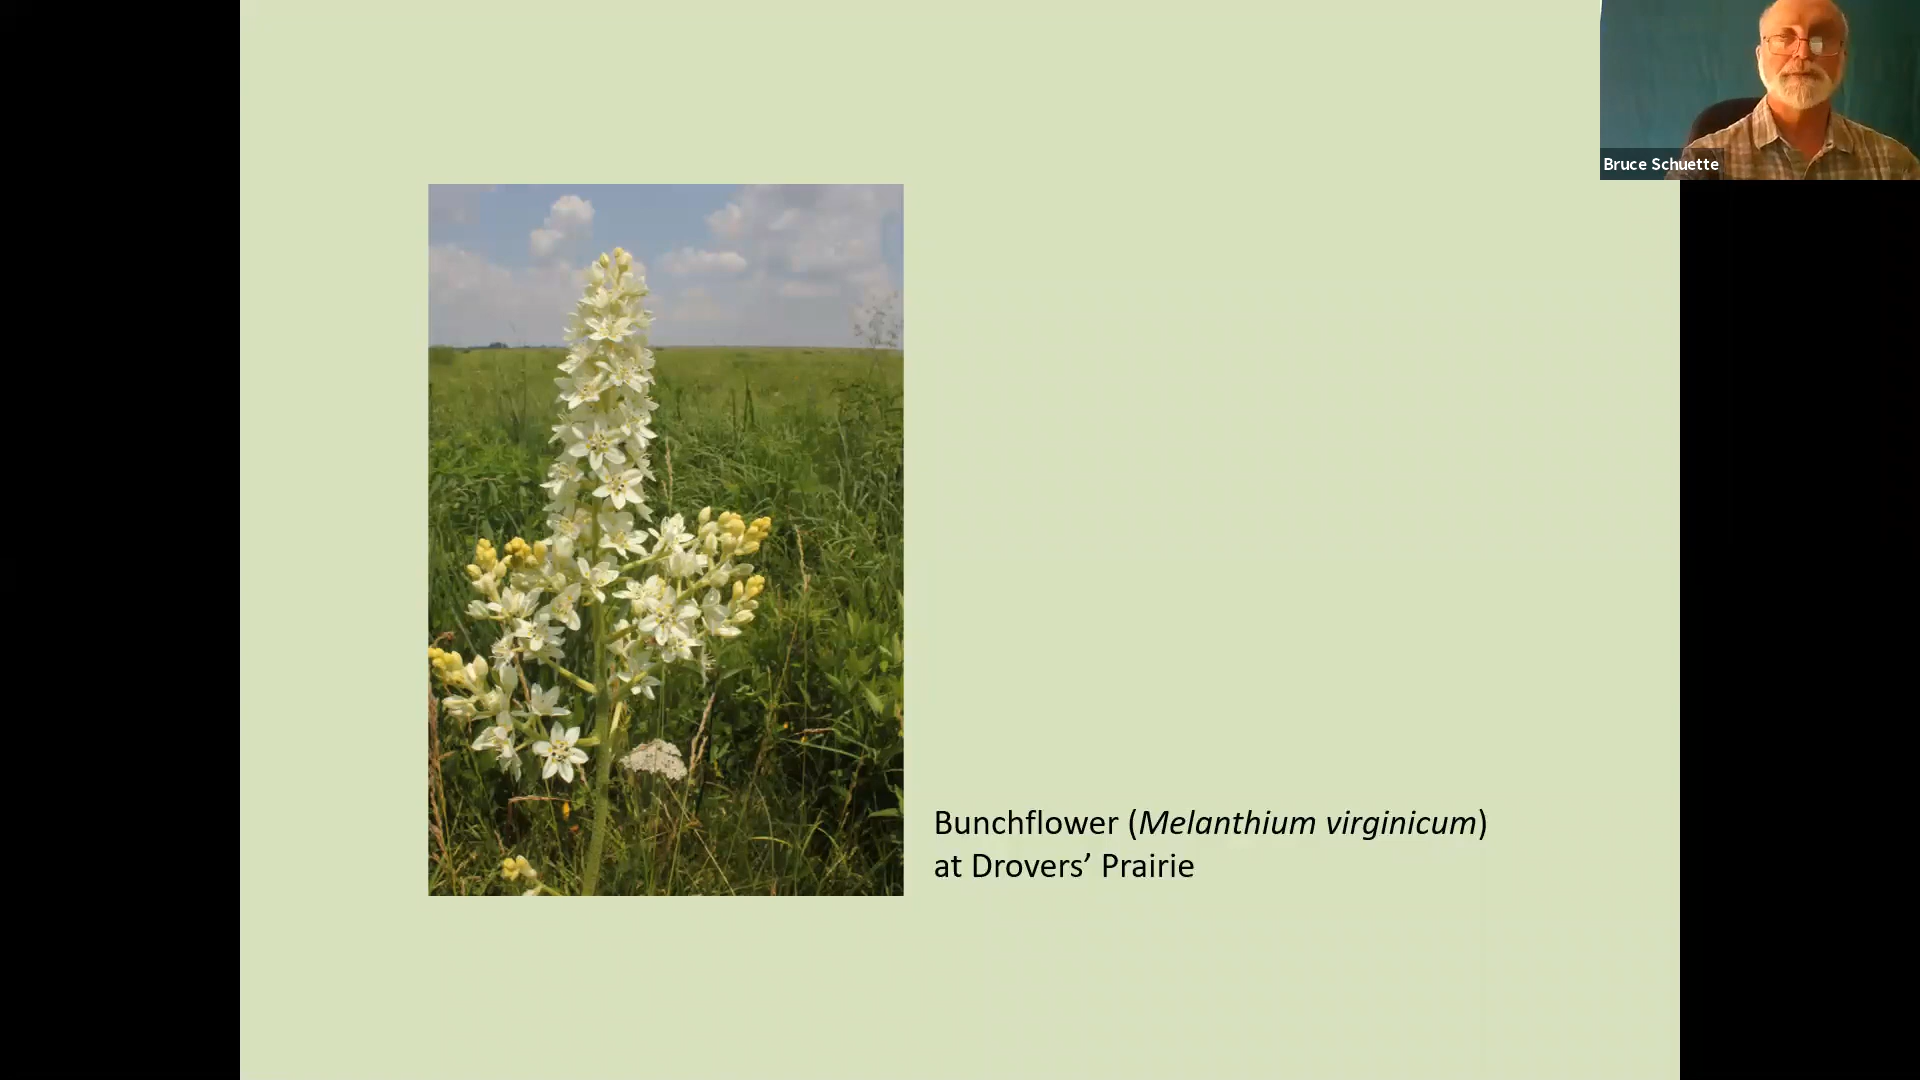 Bruce Schuette
Bunchflower (Melanthium virginicum)
at Drovers’ Prairie